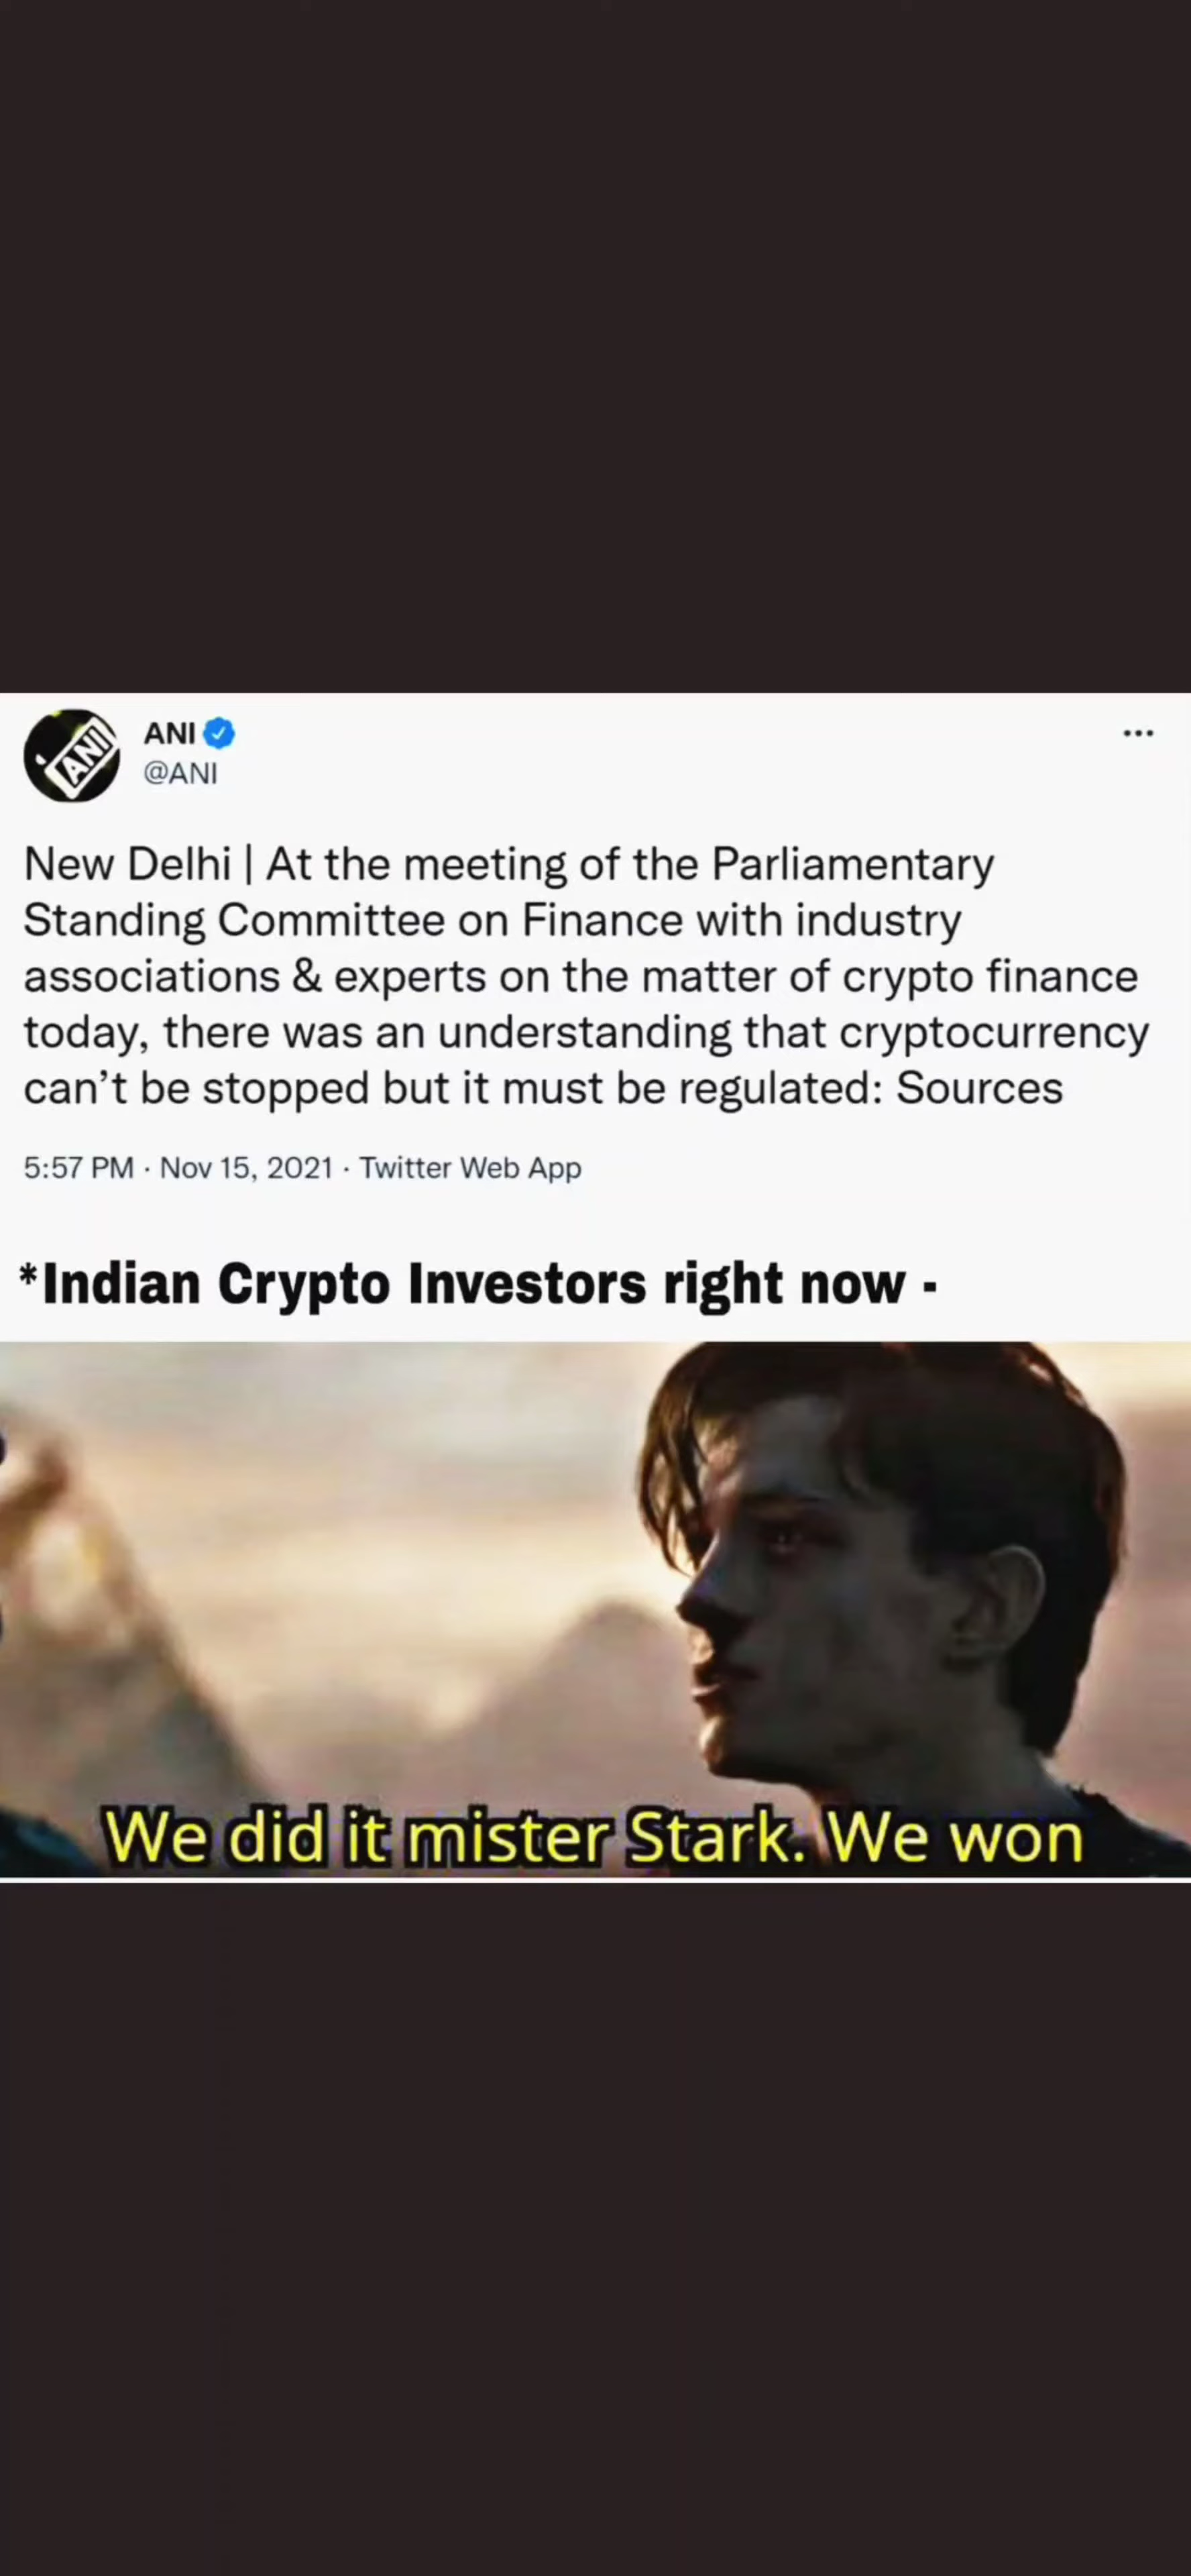 ANI
ANI
@ANI
New Delhi | At the meeting of the Parliamentary
Standing Committee on Finance with industry
associations & experts on the matter of crypto finance
today, there was an understanding that cryptocurrency
can’t be stopped but it must be regulated: Sources
5:57 PM · Nov 15, 2021 · Twitter Web App
*Indian Crypto Investors right now -
We did it mister Stark. We won